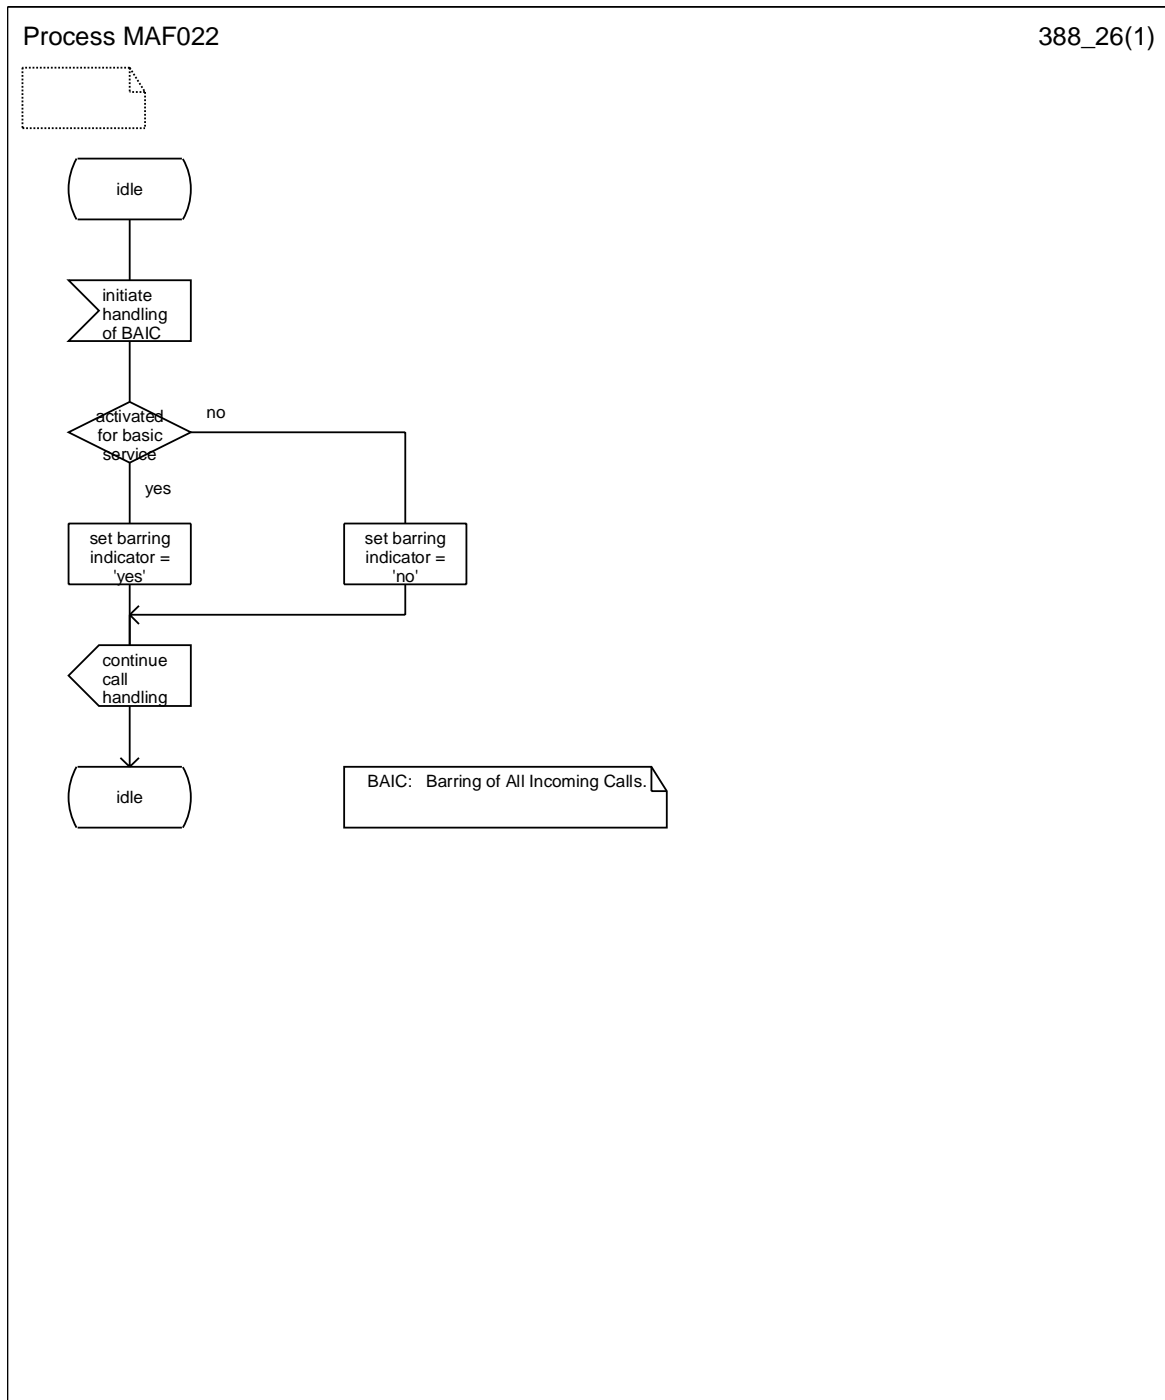 Process MAF022
388_26(1)
idle
initiate
handling
of BAIC
activated
for basic
service
no
yes
set barring
indicator =
'yes'
set barring
indicator =
'no'
continue
call
handling
idle
BAIC: Barring of All Incoming Calls.